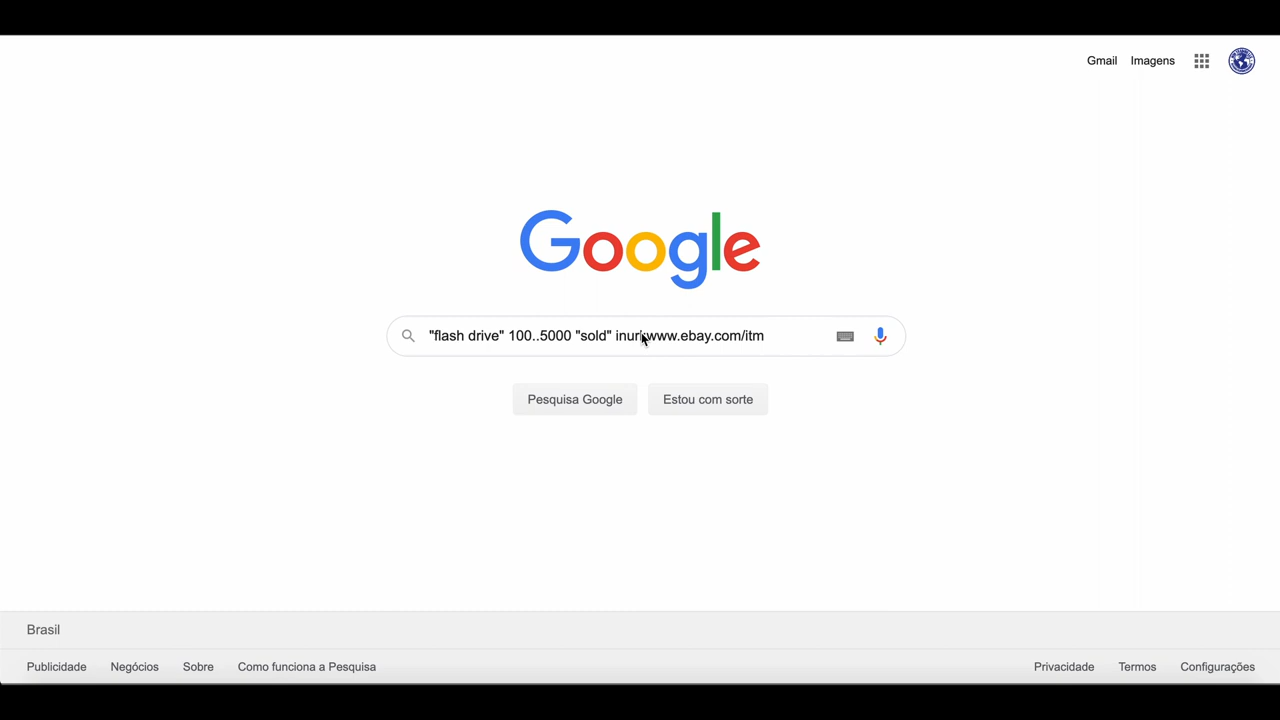 Gmail Imagens
Google
"flash drive" 100..5000 "sold" inurl:www.ebay.com/itm
Pesquisa Google Estou com sorte
Brasil
Publicidade Negócios Sobre Como funciona a Pesquisa Privacidade Termos Configurações